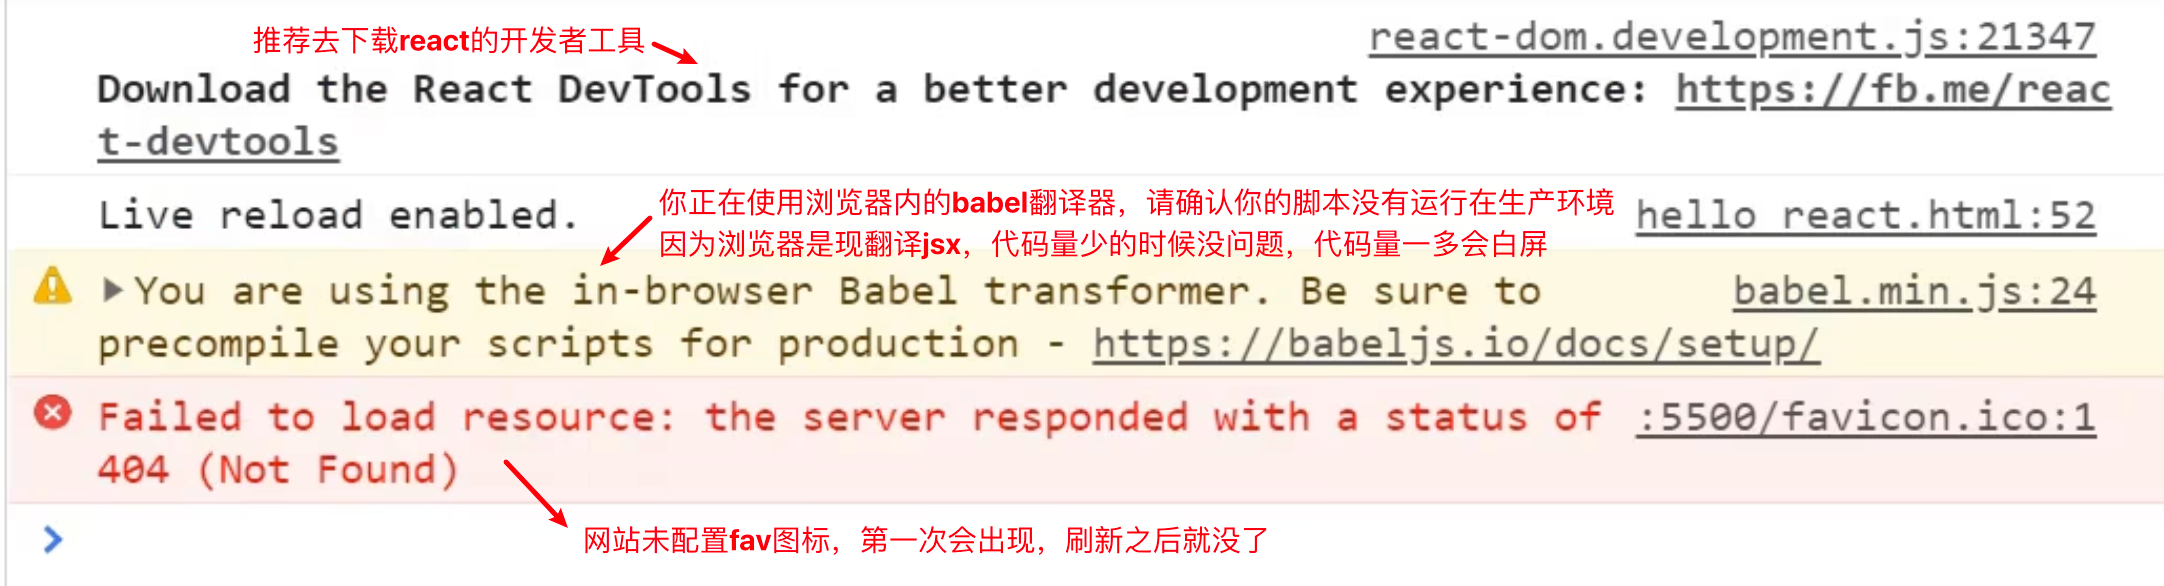 推荐去下载react的开发者工具
react-dom.development.js:21347
Download the React DevTools for a better development experience: https://fb.me/reac
t-devtools
你正在使用浏览器内的babel翻译器，请确认你的脚本没有运行在生产环境
Live reload enabled.
hello_react.html:52
因为浏览器是现翻译jsx，代码量少的时候没问题，代码量一多会白屏
You are using the in-browser Babel transformer. Be sure to
babel.min.js:24
precompile your scripts for production - https://babeljs.io/docs/setup/
Failed to load resource: the server responded with a status of
:5500/favicon.ico:1
404 (Not Found)
网站未配置fav图标，第一次会出现，刷新之后就没了